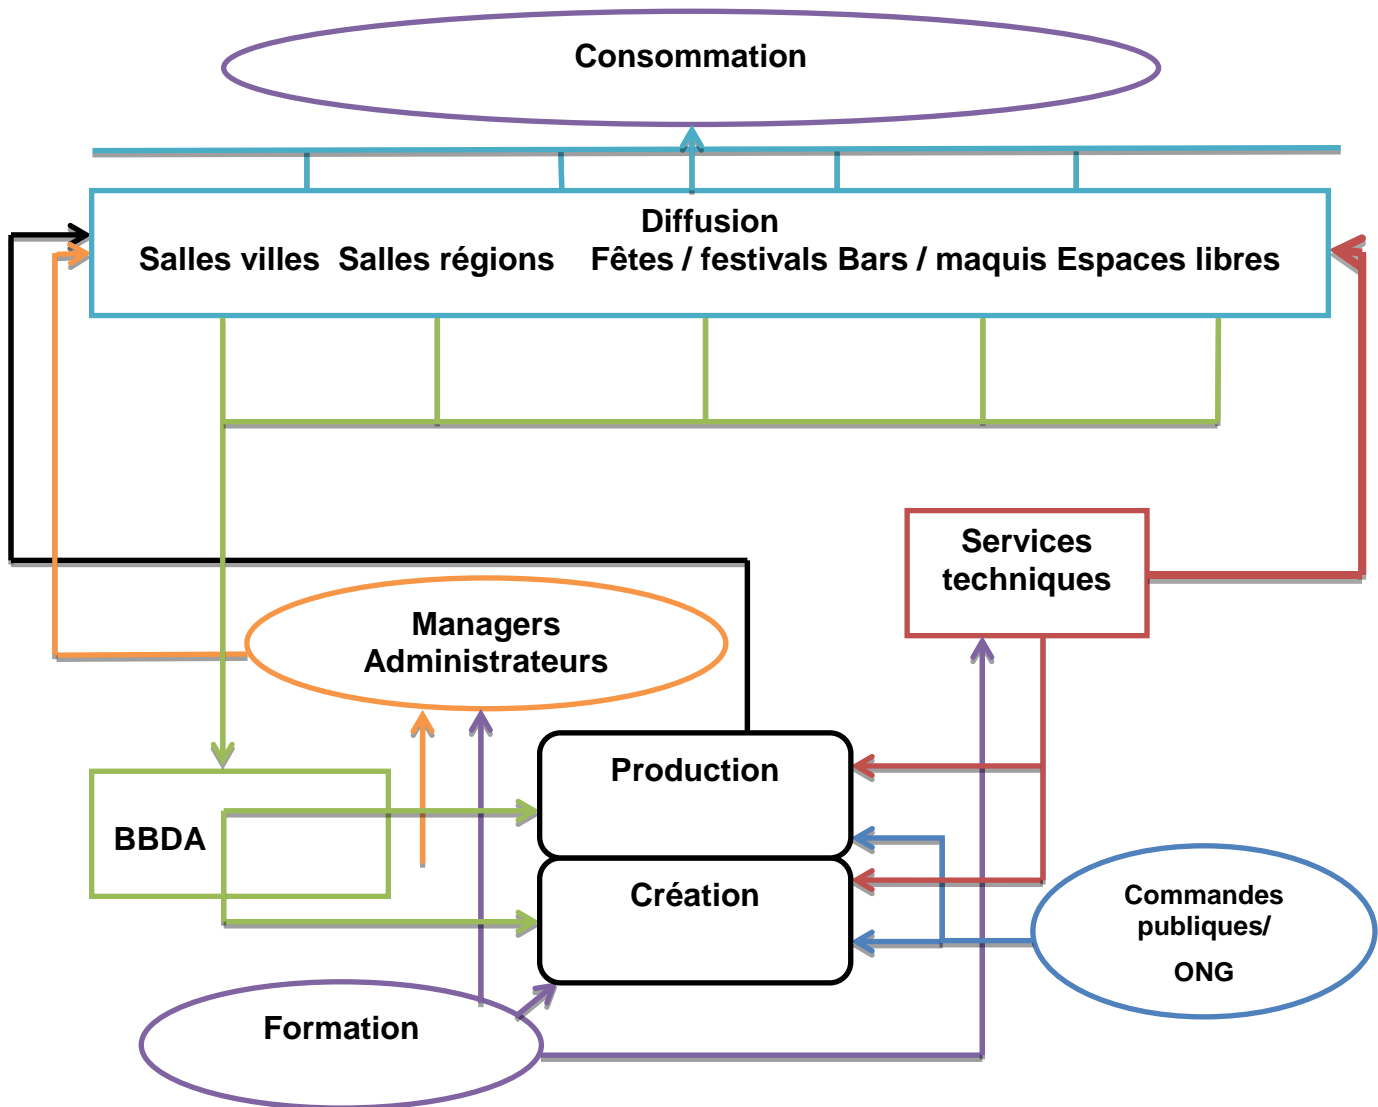 Consommation
Diffusion
Salles villes Salles régions Fêtes / festivals Bars / maquis Espaces libres
Services
techniques
Managers
Administrateurs
Production
BBDA
Création
Commandes
publiques/
ONG
Formation